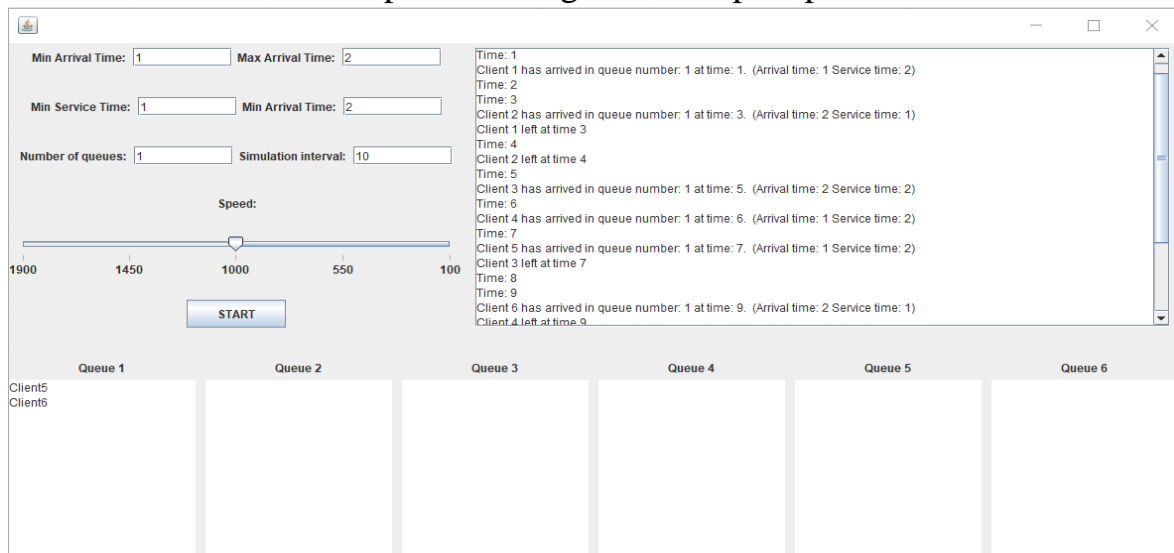 Min Arrival Time: 1 Max Arrival Time: 2
Min Service Time: 1 Min Arrival Time: 2
Number of queues: 1 Simulation interval: 10
Speed:
1900 1450 1000 550 100
START
Time: 1
Client 1 has arrived in queue number: 1 at time: 1. (Arrival time: 1 Service time: 2)
Time: 2
Time: 3
Client 2 has arrived in queue number: 1 at time: 3. (Arrival time: 2 Service time: 1)
Client 1 left at time 3
Time: 4
Client 2 left at time 4
Time: 5
Client 3 has arrived in queue number: 1 at time: 5. (Arrival time: 2 Service time: 2)
Time: 6
Client 4 has arrived in queue number: 1 at time: 6. (Arrival time: 1 Service time: 2)
Time: 7
Client 5 has arrived in queue number: 1 at time: 7. (Arrival time: 1 Service time: 2)
Client 3 left at time 7
Time: 8
Time: 9
Client 6 has arrived in queue number: 1 at time: 9. (Arrival time: 2 Service time: 1)
Client 4 left at time 9
Queue 1 Queue 2 Queue 3 Queue 4 Queue 5 Queue 6
Client5
Client6